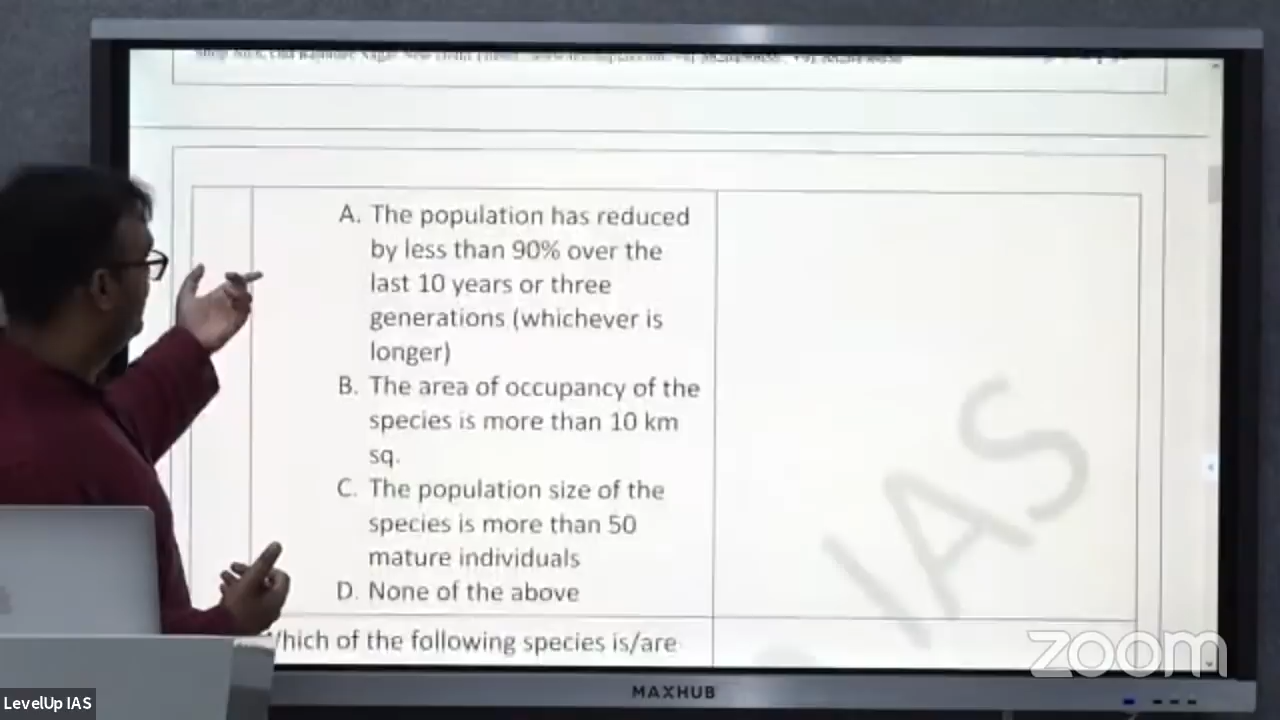 A. The population has reduced
by less than 90% over the
last 10 years or three
generations (whichever is
longer)
B. The area of occupancy of the
species is more than 10 km
sq.
C. The population size of the
species is more than 50
mature individuals
D. None of the above
hich of the following species is/are
IAS
zoom
MAXHUB
LevelUp IAS